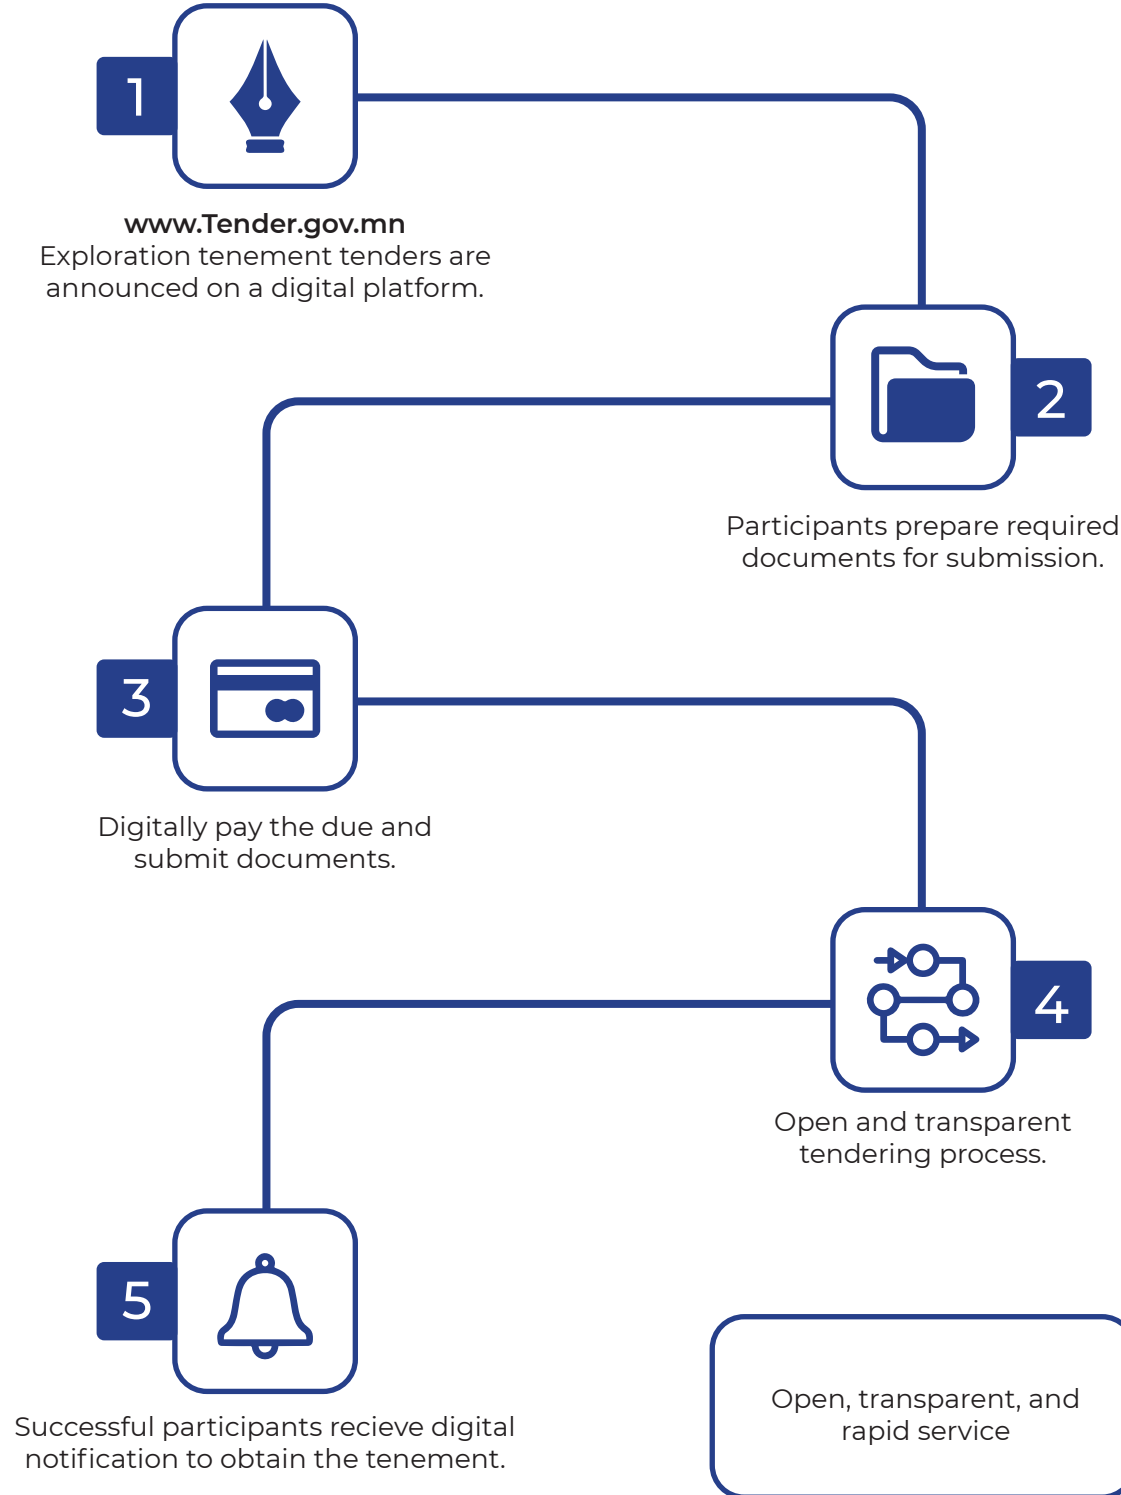 1
www.Tender.gov.mn
Exploration tenement tenders are
announced on a digital platform.
2
Participants prepare required
documents for submission.
3
Digitally pay the due and
submit documents.
4
Open and transparent
tendering process.
5
Successful participants recieve digital
notification to obtain the tenement.
Open, transparent, and
rapid service